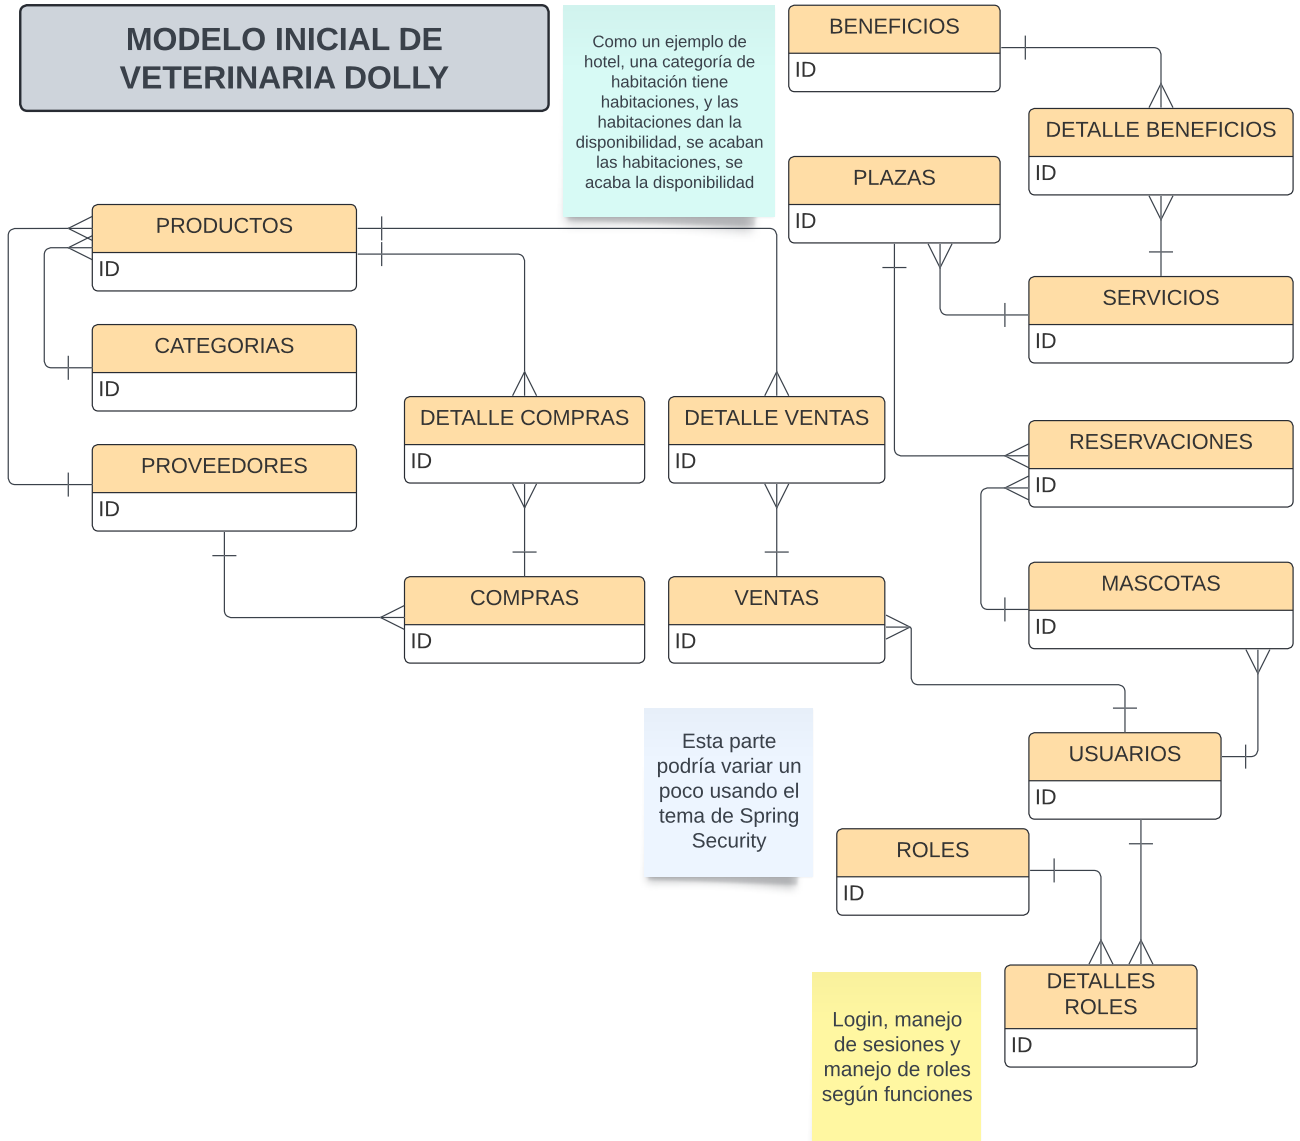 MODELO INICIAL DE
VETERINARIA DOLLY
Como un ejemplo de
hotel, una categoría de
habitación tiene
habitaciones, y las
habitaciones dan la
disponibilidad, se acaban
las habitaciones, se
acaba la disponibilidad
BENEFICIOS
ID
DETALLE BENEFICIOS
ID
PLAZAS
ID
PRODUCTOS
ID
SERVICIOS
ID
CATEGORIAS
ID
DETALLE COMPRAS
ID
DETALLE VENTAS
ID
RESERVACIONES
ID
PROVEEDORES
ID
COMPRAS
ID
VENTAS
ID
MASCOTAS
ID
Esta parte
podría variar un
poco usando el
tema de Spring
Security
USUARIOS
ID
ROLES
ID
DETALLES
ROLES
ID
Login, manejo
de sesiones y
manejo de roles
según funciones